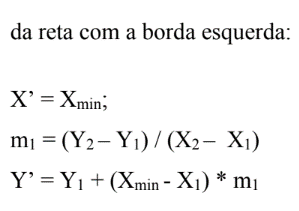 da reta com a borda esquerda:
X’ = Xmin;
m1 = (Y2 – Y1) / (X2 – X1)
Y’ = Y1 + (Xmin - X1) * m1